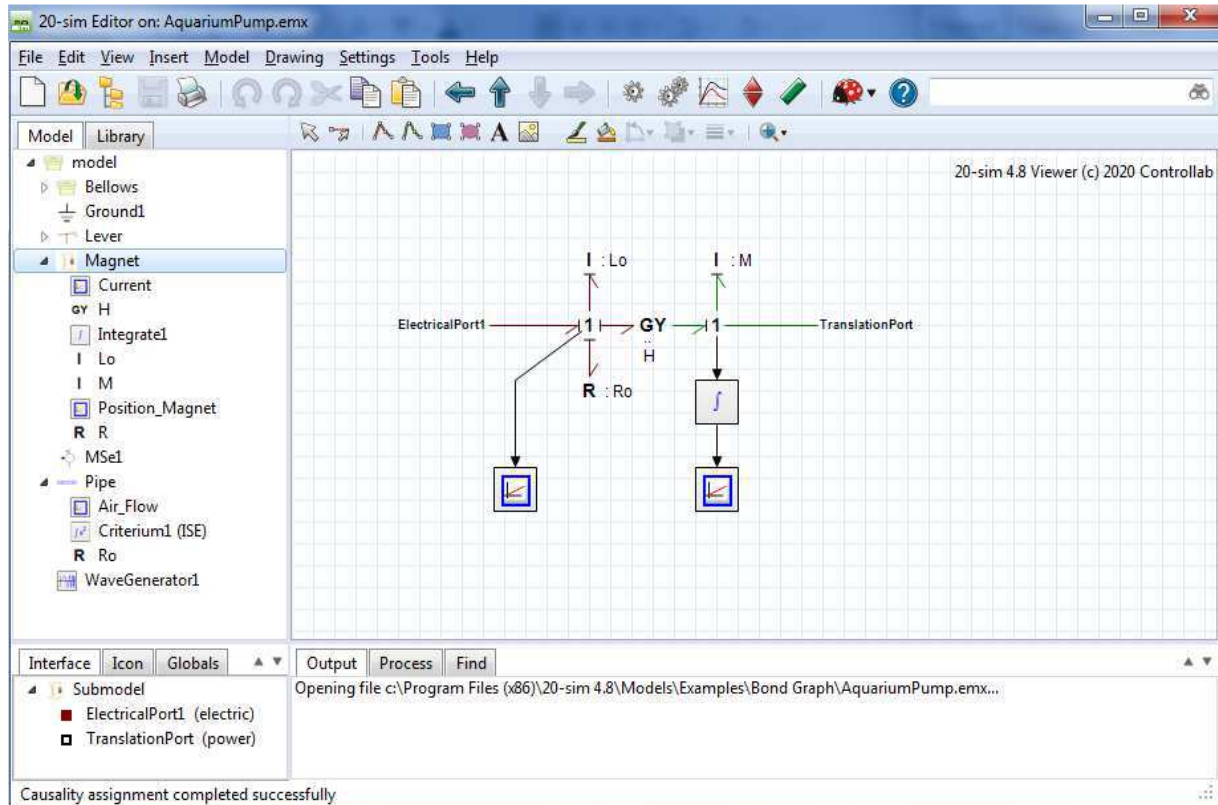 20-sim Editor on: AquariumPump.emx
File Edit View Insert Model Drawing Settings Tools Help
Model Library
model
Bellows
Ground1
Lever
Magnet
Current
GY H
Integrate1
I Lo
I M
Position_Magnet
R R
MSe1
Pipe
Air_Flow
Criterium1 (ISE)
R Ro
WaveGenerator1
20-sim 4.8 Viewer (c) 2020 Controllab
I : Lo I : M
ElectricalPort1 1 GY 1 TranslationPort
H
R : Ro
∫
Interface Icon Globals
Submodel
ElectricalPort1 (electric)
TranslationPort (power)
Output Process Find
Opening file c:\Program Files (x86)\20-sim 4.8\Models\Examples\Bond Graph\AquariumPump.emx...
Causality assignment completed successfully